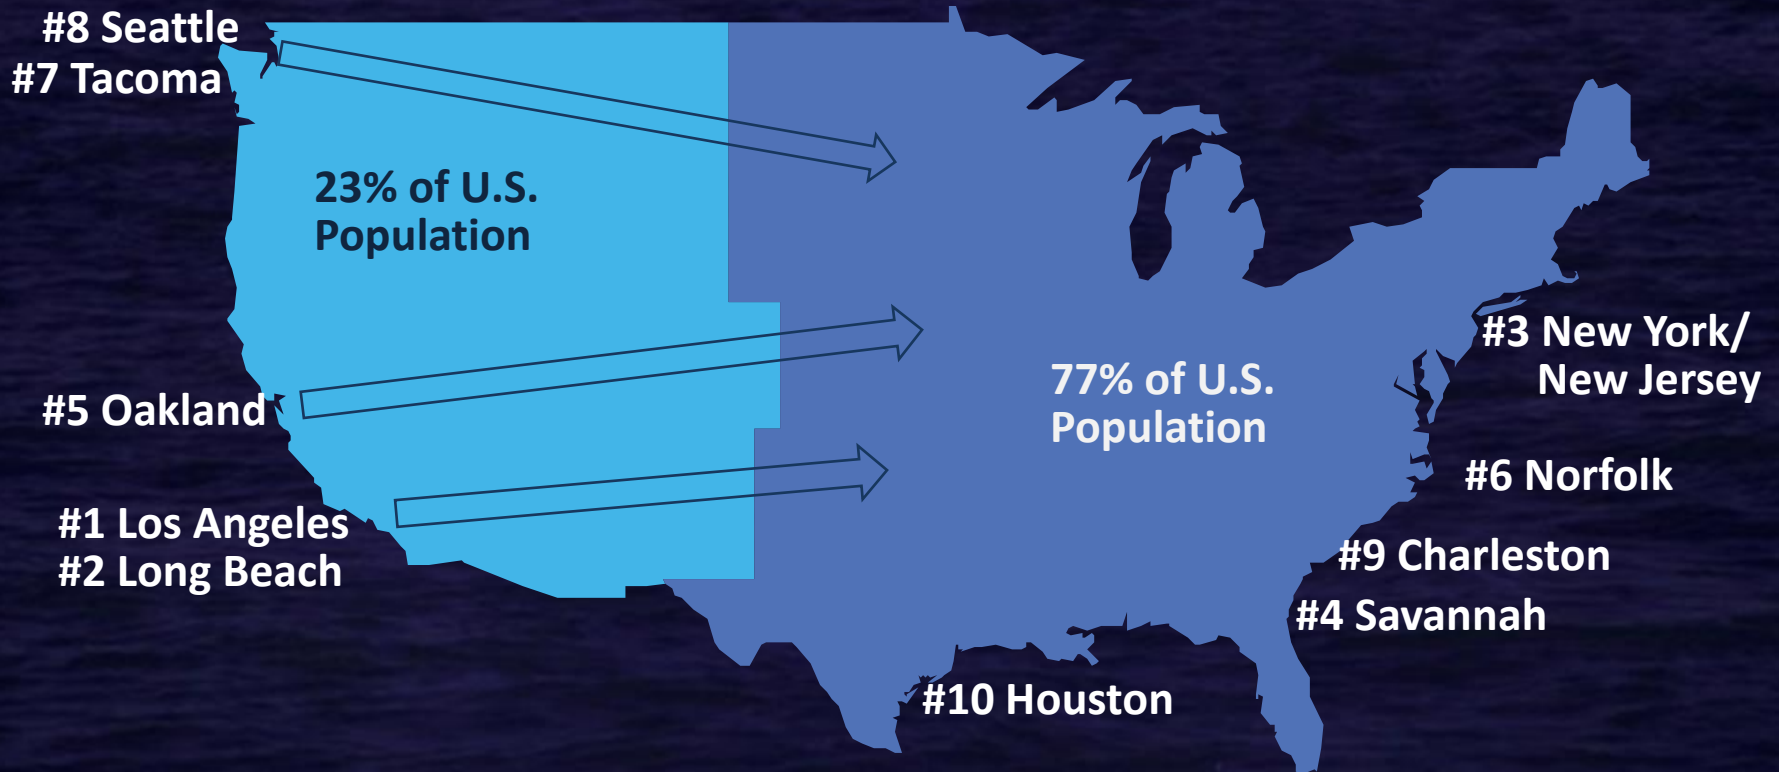 #8 Seattle
#7 Tacoma
23% of U.S.
Population
#5 Oakland
#1 Los Angeles
#2 Long Beach
77% of U.S.
Population
#3 New York/
New Jersey
#6 Norfolk
#9 Charleston
#4 Savannah
#10 Houston